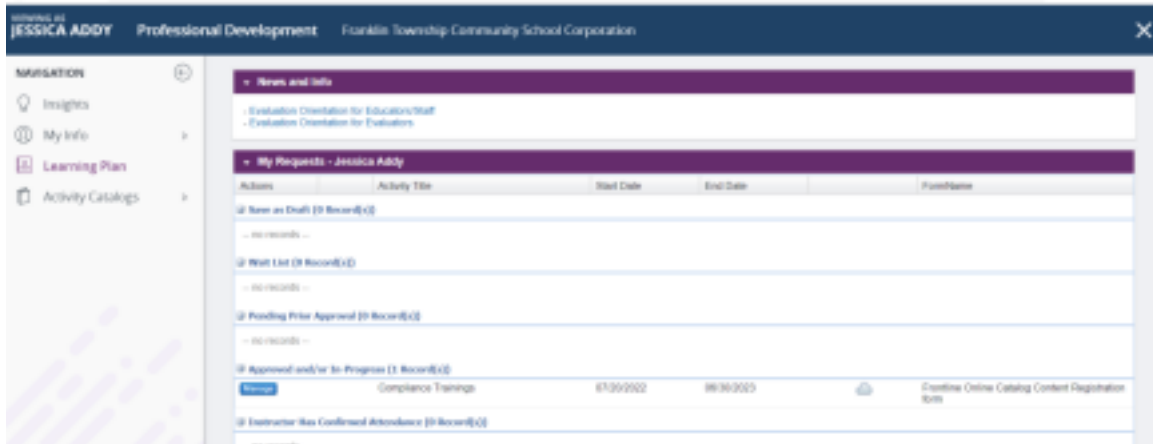 VIEWING AS
JESSICA ADDY Professional Development Franklin Township Community School Corporation
NAVIGATION
Insights
My Info
Learning Plan
Activity Catalogs
News and Info
- Evaluation Orientation for Educators/Staff
- Evaluation Orientation for Evaluators
My Requests - Jessica Addy
Actions Activity Title Start Date End Date FormName
Save as Draft (0 Record(s))
-- no records --
Wait List (0 Record(s))
-- no records --
Pending Prior Approval (0 Record(s))
-- no records --
Approved and/or In-Progress (1 Record(s))
Manage Compliance Trainings 07/20/2022 Frontline Online Catalog Content Registration
form
Instructor Has Confirmed Attendance (0 Record(s))